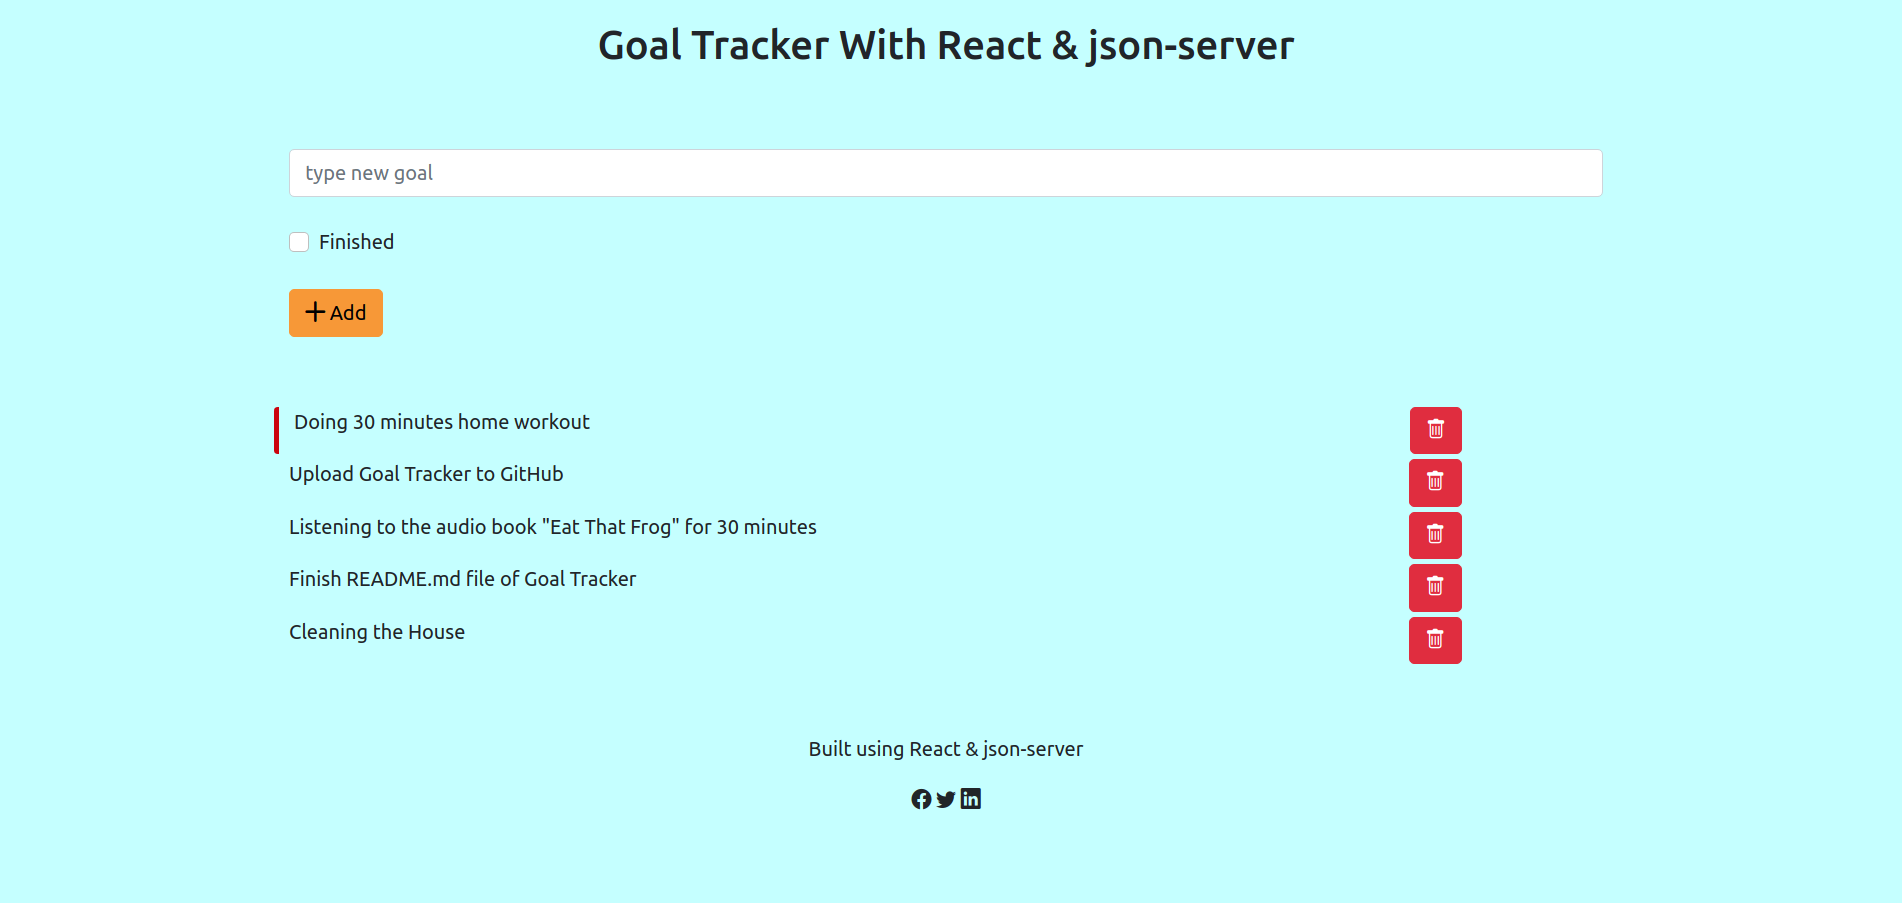 Goal Tracker With React & json-server
type new goal
Finished
Add
Doing 30 minutes home workout
Upload Goal Tracker to GitHub
Listening to the audio book "Eat That Frog" for 30 minutes
Finish README.md file of Goal Tracker
Cleaning the House
Built using React & json-server